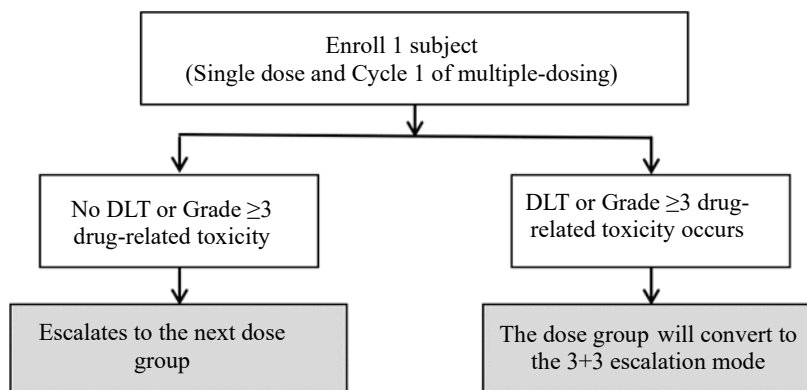 Enroll 1 subject
(Single dose and Cycle 1 of multiple-dosing)
No DLT or Grade ≥3
drug-related toxicity
DLT or Grade ≥3 drug-
related toxicity occurs
Escalates to the next dose
group
The dose group will convert to
the 3+3 escalation mode